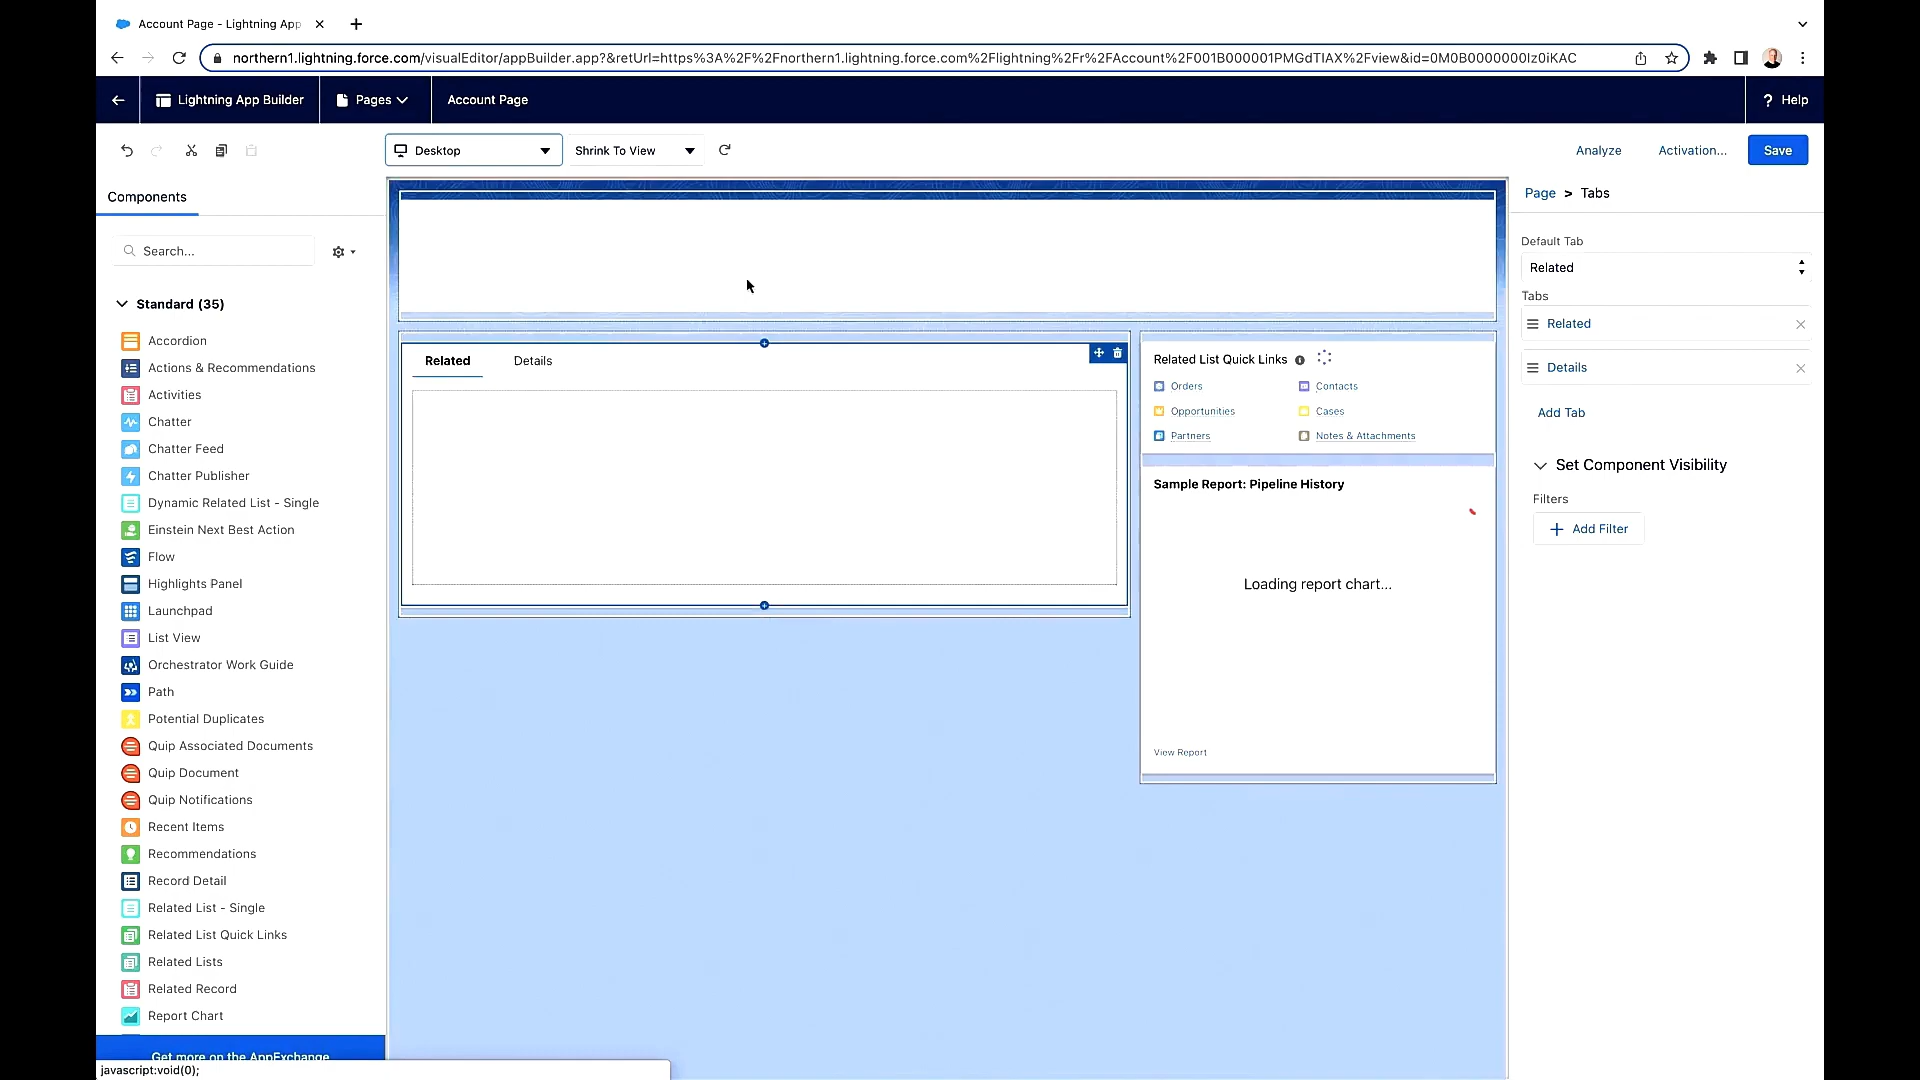 Account Page - Lightning App
northern1.lightning.force.com/visualEditor/appBuilder.app?&retUrl=https%3A%2F%2Fnorthern1.lightning.force.com%2Flightning%2Fr%2FAccount%2F001B000001PMGdTIAX%2Fview&id=0M0B0000000Iz0iKAC
Lightning App Builder
Pages
Account Page
? Help
Desktop
Shrink To View
Analyze
Activation...
Save
Components
Search...
Standard (35)
Accordion
Actions & Recommendations
Activities
Chatter
Chatter Feed
Chatter Publisher
Dynamic Related List - Single
Einstein Next Best Action
Flow
Highlights Panel
Launchpad
List View
Orchestrator Work Guide
Path
Potential Duplicates
Quip Associated Documents
Quip Document
Quip Notifications
Recent Items
Recommendations
Record Detail
Related List - Single
Related List Quick Links
Related Lists
Related Record
Report Chart
Get more on the AppExchange
javascript:void(0);
Related
Details
Related List Quick Links
Orders
Contacts
Opportunities
Cases
Partners
Notes & Attachments
Sample Report: Pipeline History
Loading report chart...
View Report
Page > Tabs
Default Tab
Related
Tabs
Related
Details
Add Tab
Set Component Visibility
Filters
Add Filter